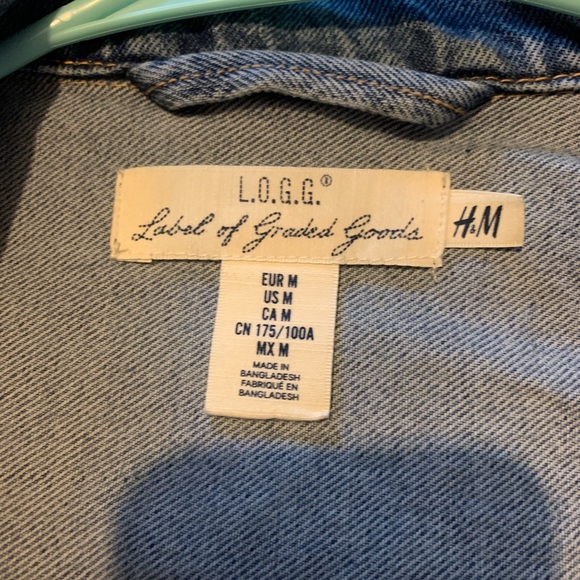 L.O.G.G.®
Label of Graded Goods
H&M
EUR M
US M
CA M
CN 175/100A
MX M
MADE IN
BANGLADESH
FABRIQUÉ EN
BANGLADESH